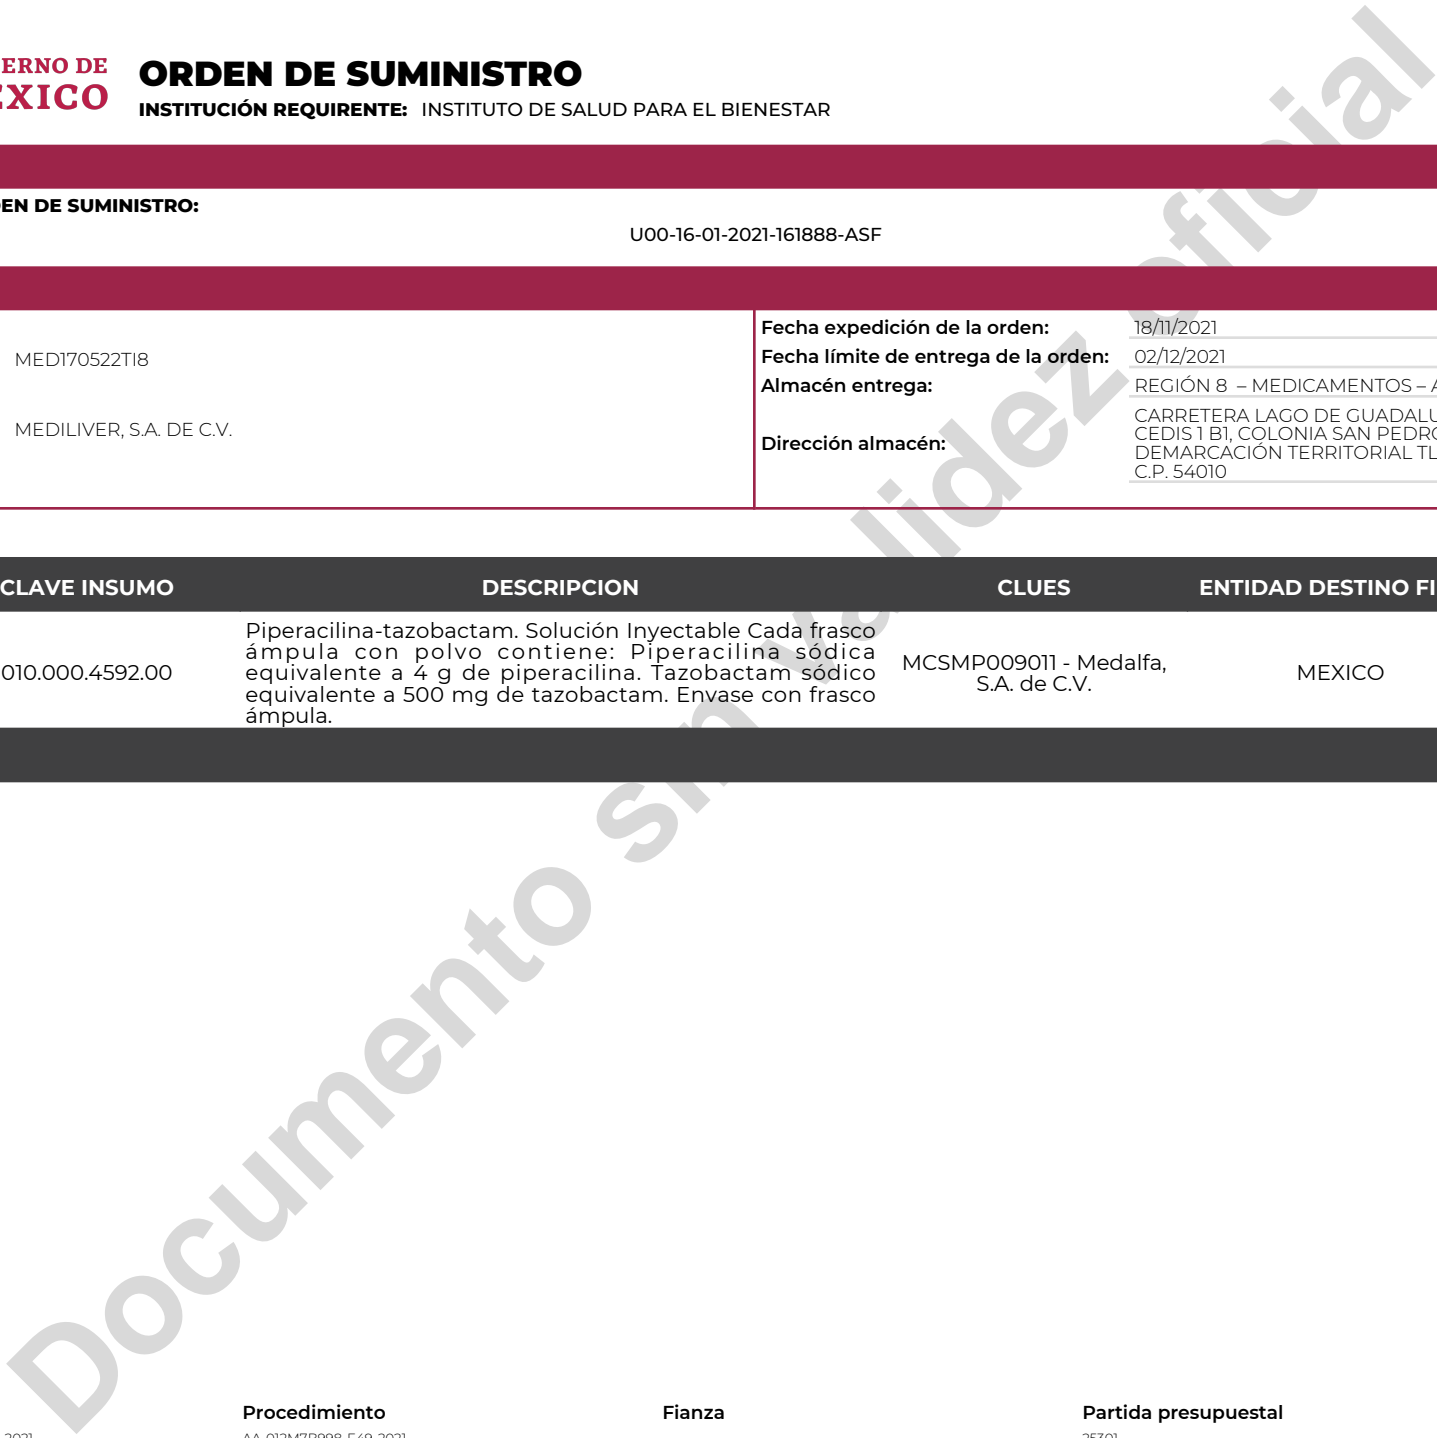 ERNO DE
EXICO
ORDEN DE SUMINISTRO
INSTITUCIÓN REQUIRENTE: INSTITUTO DE SALUD PARA EL BIENESTAR
EN DE SUMINISTRO:
U00-16-01-2021-161888-ASF
MED170522TI8
MEDILIVER, S.A. DE C.V.
Fecha expedición de la orden: 18/11/2021
Fecha límite de entrega de la orden: 02/12/2021
Almacén entrega: REGIÓN 8 – MEDICAMENTOS – A
Dirección almacén:
CARRETERA LAGO DE GUADALU
CEDIS 1 B1, COLONIA SAN PEDRO
DEMARCACIÓN TERRITORIAL TL
C.P. 54010
CLAVE INSUMO DESCRIPCION CLUES ENTIDAD DESTINO FI
010.000.4592.00
Piperacilina-tazobactam. Solución Inyectable Cada frasco
ámpula con polvo contiene: Piperacilina sódica
equivalente a 4 g de piperacilina. Tazobactam sódico
equivalente a 500 mg de tazobactam. Envase con frasco
ámpula.
MCSMP009011 - Medalfa,
S.A. de C.V.
MEXICO
Documento sin validez oficial
Procedimiento Fianza Partida presupuestal